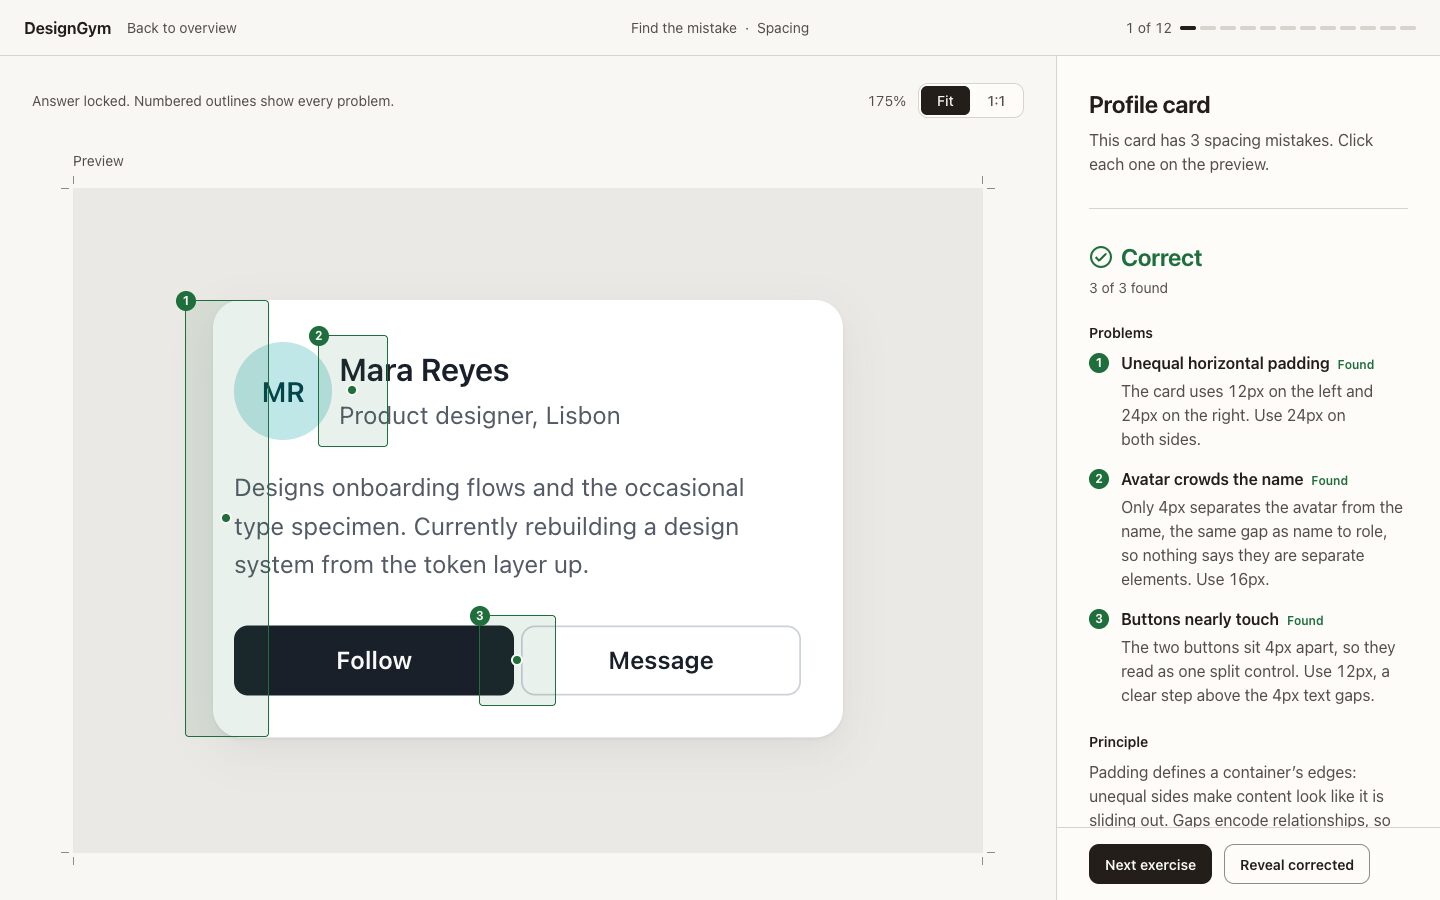 DesignGym
Back to overview
Find the mistake · Spacing
1 of 12
Answer locked. Numbered outlines show every problem.
175%
Fit
1:1
Preview
1
2
MR
Mara Reyes
Product designer, Lisbon
Designs onboarding flows and the occasional
type specimen. Currently rebuilding a design
system from the token layer up.
3
Follow
Message
Profile card
This card has 3 spacing mistakes. Click
each one on the preview.
Correct
3 of 3 found
Problems
1 Unequal horizontal padding Found
The card uses 12px on the left and
24px on the right. Use 24px on
both sides.
2 Avatar crowds the name Found
Only 4px separates the avatar from the
name, the same gap as name to role,
so nothing says they are separate
elements. Use 16px.
3 Buttons nearly touch Found
The two buttons sit 4px apart, so they
read as one split control. Use 12px, a
clear step above the 4px text gaps.
Principle
Padding defines a container’s edges:
unequal sides make content look like it is
sliding out. Gaps encode relationships, so
Next exercise
Reveal corrected